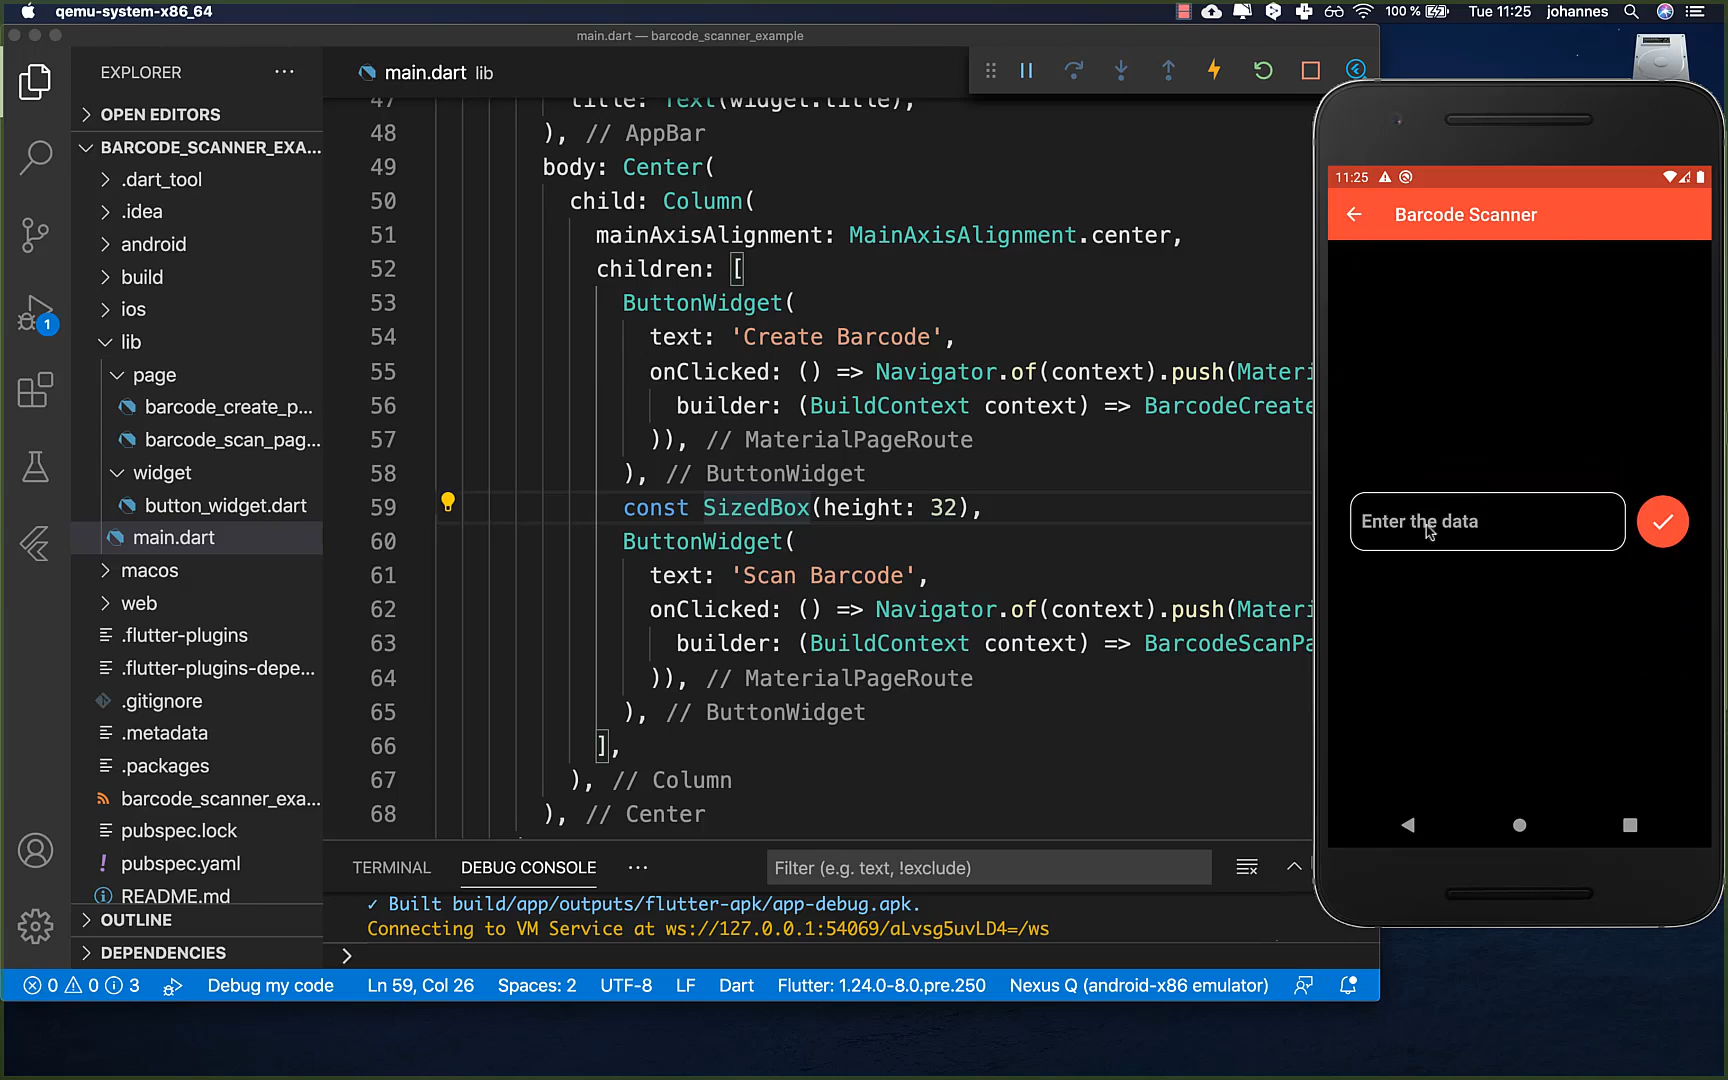 qemu-system-x86_64
100 %
Tue 11:25
johannes
main.dart — barcode_scanner_example
EXPLORER
main.dart lib
OPEN EDITORS
BARCODE_SCANNER_EXA...
.dart_tool
.idea
android
build
ios
lib
page
barcode_create_p...
barcode_scan_pag...
widget
button_widget.dart
main.dart
macos
web
.flutter-plugins
.flutter-plugins-depe...
.gitignore
.metadata
.packages
barcode_scanner_exa...
pubspec.lock
pubspec.yaml
README.md
OUTLINE
DEPENDENCIES
1
47 title: Text(widget.title),
48 ), // AppBar
49 body: Center(
50 child: Column(
51 mainAxisAlignment: MainAxisAlignment.center,
52 children: [
53 ButtonWidget(
54 text: 'Create Barcode',
55 onClicked: () => Navigator.of(context).push(Materi
56 builder: (BuildContext context) => BarcodeCreate
57 )), // MaterialPageRoute
58 ), // ButtonWidget
59 const SizedBox(height: 32),
60 ButtonWidget(
61 text: 'Scan Barcode',
62 onClicked: () => Navigator.of(context).push(Materi
63 builder: (BuildContext context) => BarcodeScanPa
64 )), // MaterialPageRoute
65 ), // ButtonWidget
66 ],
67 ), // Column
68 ), // Center
TERMINAL
DEBUG CONSOLE
Filter (e.g. text, !exclude)
✓ Built build/app/outputs/flutter-apk/app-debug.apk.
Connecting to VM Service at ws://127.0.0.1:54069/aLvsg5uvLD4=/ws
0 0 3
Debug my code
Ln 59, Col 26
Spaces: 2
UTF-8
LF
Dart
Flutter: 1.24.0-8.0.pre.250
Nexus Q (android-x86 emulator)
11:25
Barcode Scanner
Enter the data